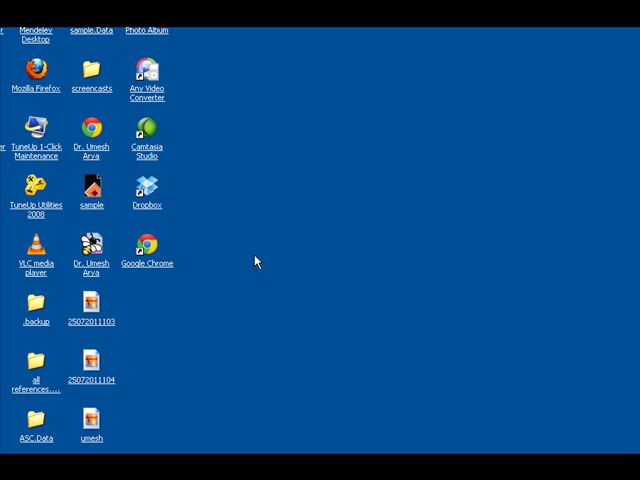 r
Mendeley
Desktop
sample.Data
Photo Album
Mozilla Firefox
screencasts
Any Video
Converter
er
TuneUp 1-Click
Maintenance
Dr. Umesh
Arya
Camtasia
Studio
TuneUp Utilities
2008
sample
Dropbox
VLC media
player
Dr. Umesh
Arya
Google Chrome
.backup
25072011103
all
references....
25072011104
ASC.Data
umesh